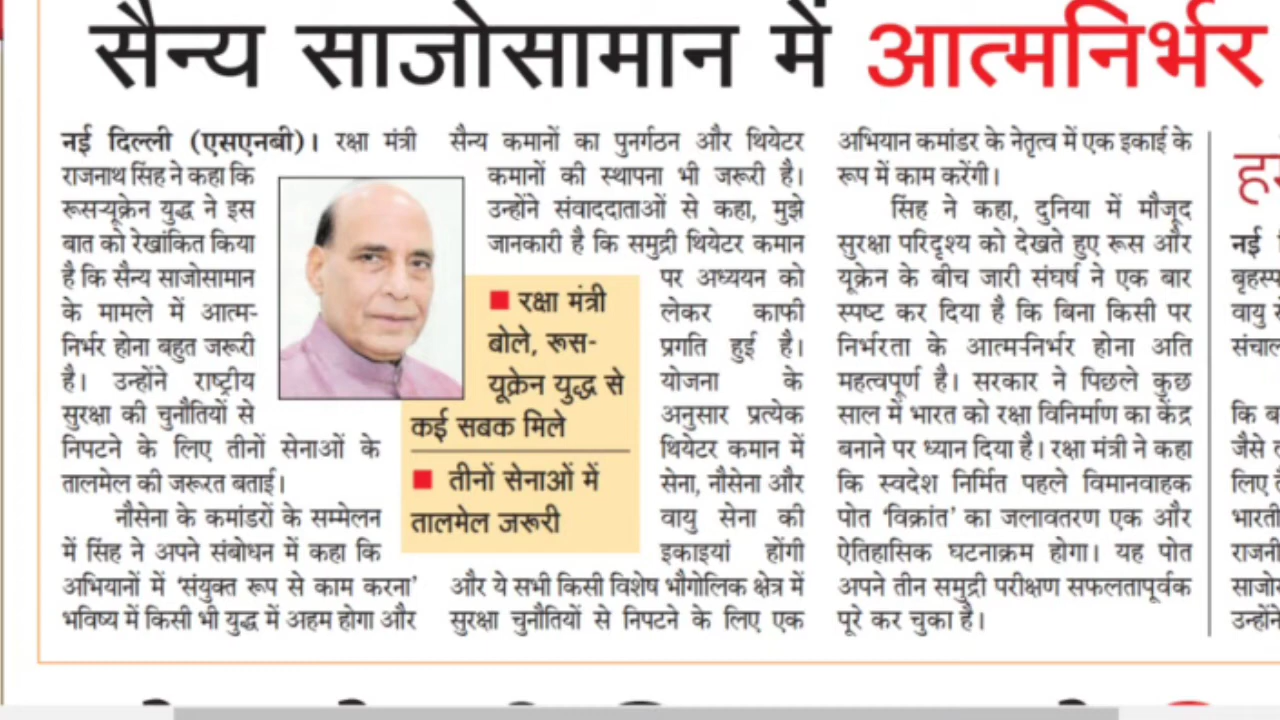 सैन्य साजोसामान में आत्मनिर्भर
नई दिल्ली (एसएनबी)। रक्षा मंत्री
राजनाथ सिंह ने कहा कि
रूस-यूक्रेन युद्ध ने इस
बात को रेखांकित किया
है कि सैन्य साजोसामान
के मामले में आत्म-
निर्भर होना बहुत जरूरी
है। उन्होंने राष्ट्रीय
सुरक्षा की चुनौतियों से
निपटने के लिए तीनों सेनाओं के
तालमेल की जरूरत बताई।
नौसेना के कमांडरों के सम्मेलन
में सिंह ने अपने संबोधन में कहा कि
अभियानों में ‘संयुक्त रूप से काम करना’
भविष्य में किसी भी युद्ध में अहम होगा और
सैन्य कमानों का पुनर्गठन और थियेटर
कमानों की स्थापना भी जरूरी है।
उन्होंने संवाददाताओं से कहा, मुझे
जानकारी है कि समुद्री थियेटर कमान
पर अध्ययन को
लेकर काफी
प्रगति हुई है।
योजना के
अनुसार प्रत्येक
थियेटर कमान में
सेना, नौसेना और
वायु सेना की
इकाइयां होंगी
और ये सभी किसी विशेष भौगोलिक क्षेत्र में
सुरक्षा चुनौतियों से निपटने के लिए एक
■ रक्षा मंत्री
बोले, रूस-
यूक्रेन युद्ध से
कई सबक मिले
■ तीनों सेनाओं में
तालमेल जरूरी
अभियान कमांडर के नेतृत्व में एक इकाई के
रूप में काम करेंगी।
सिंह ने कहा, दुनिया में मौजूद
सुरक्षा परिदृश्य को देखते हुए रूस और
यूक्रेन के बीच जारी संघर्ष ने एक बार
स्पष्ट कर दिया है कि बिना किसी पर
निर्भरता के आत्म-निर्भर होना अति
महत्वपूर्ण है। सरकार ने पिछले कुछ
साल में भारत को रक्षा विनिर्माण का केंद्र
बनाने पर ध्यान दिया है। रक्षा मंत्री ने कहा
कि स्वदेश निर्मित पहले विमानवाहक
पोत ‘विक्रांत’ का जलावतरण एक और
ऐतिहासिक घटनाक्रम होगा। यह पोत
अपने तीन समुद्री परीक्षण सफलतापूर्वक
पूरे कर चुका है।
नई
वायु
कि
जैसे
लिए
उन्होंने